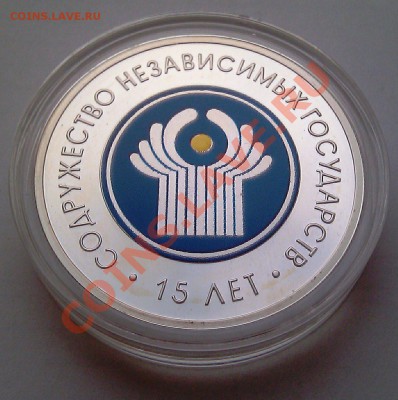 COINS.LAVE.RU
СОДРУЖЕСТВО НЕЗАВИСИМЫХ ГОСУДАРСТВ
• 15 ЛЕТ •
COINS.LAVE.RU